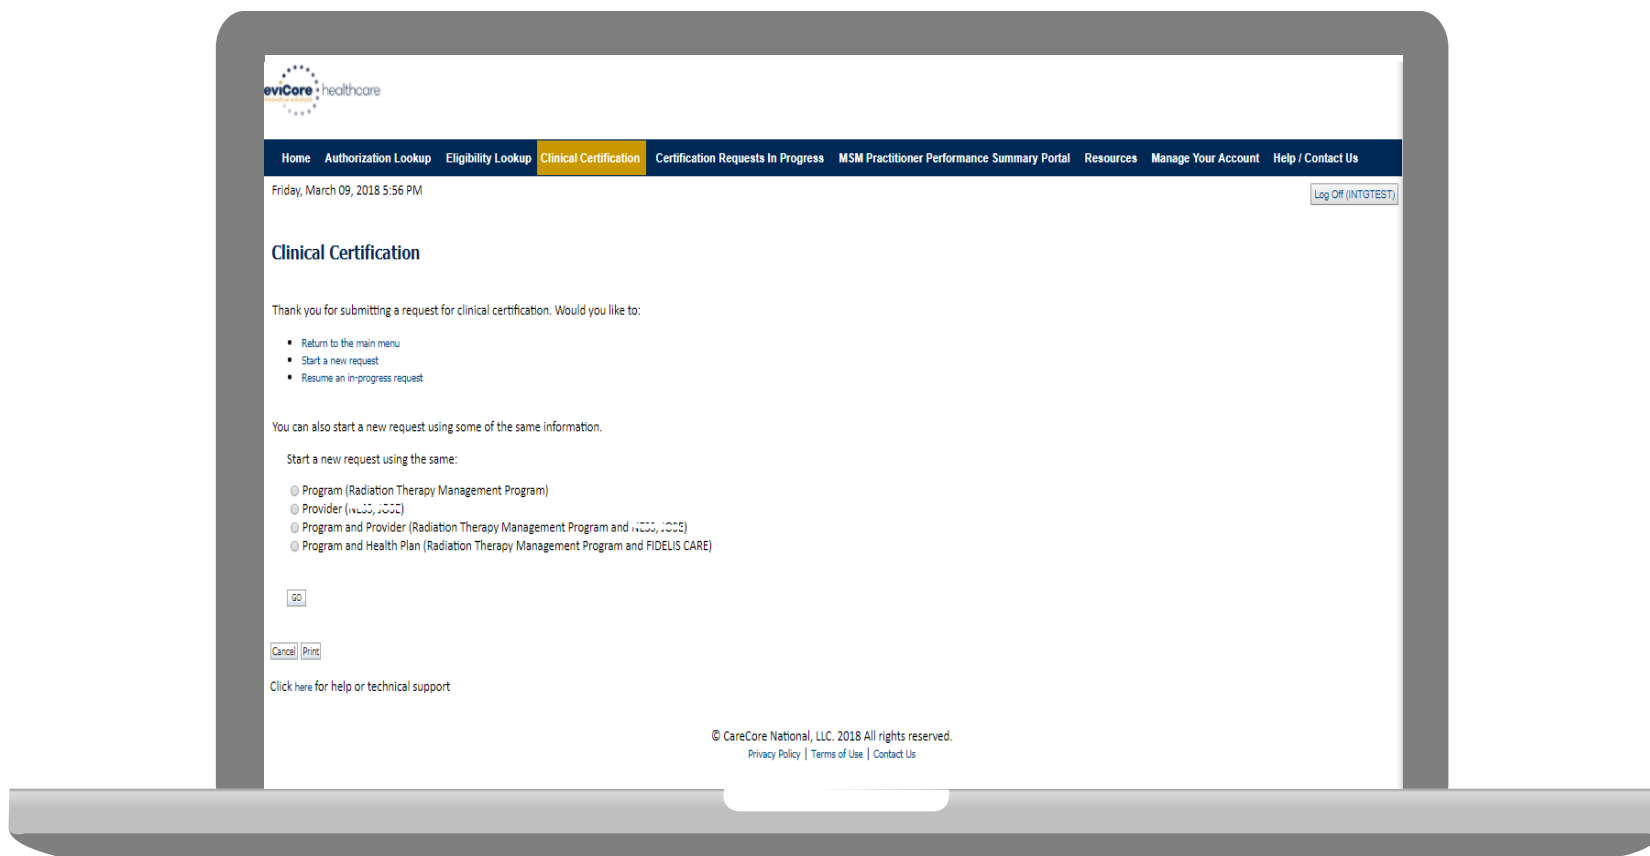 eviCore healthcare
innovative solutions
Home Authorization Lookup Eligibility Lookup Clinical Certification Certification Requests In Progress MSM Practitioner Performance Summary Portal Resources Manage Your Account Help / Contact Us
Friday, March 09, 2018 5:56 PM
Log Off (INTGTEST)
Clinical Certification
Thank you for submitting a request for clinical certification. Would you like to:
Return to the main menu
Start a new request
Resume an in-progress request
You can also start a new request using some of the same information.
Start a new request using the same:
Program (Radiation Therapy Management Program)
Provider ( )
Program and Provider (Radiation Therapy Management Program and )
Program and Health Plan (Radiation Therapy Management Program and FIDELIS CARE)
GO
Cancel Print
Click here for help or technical support
© CareCore National, LLC. 2018 All rights reserved.
Privacy Policy | Terms of Use | Contact Us